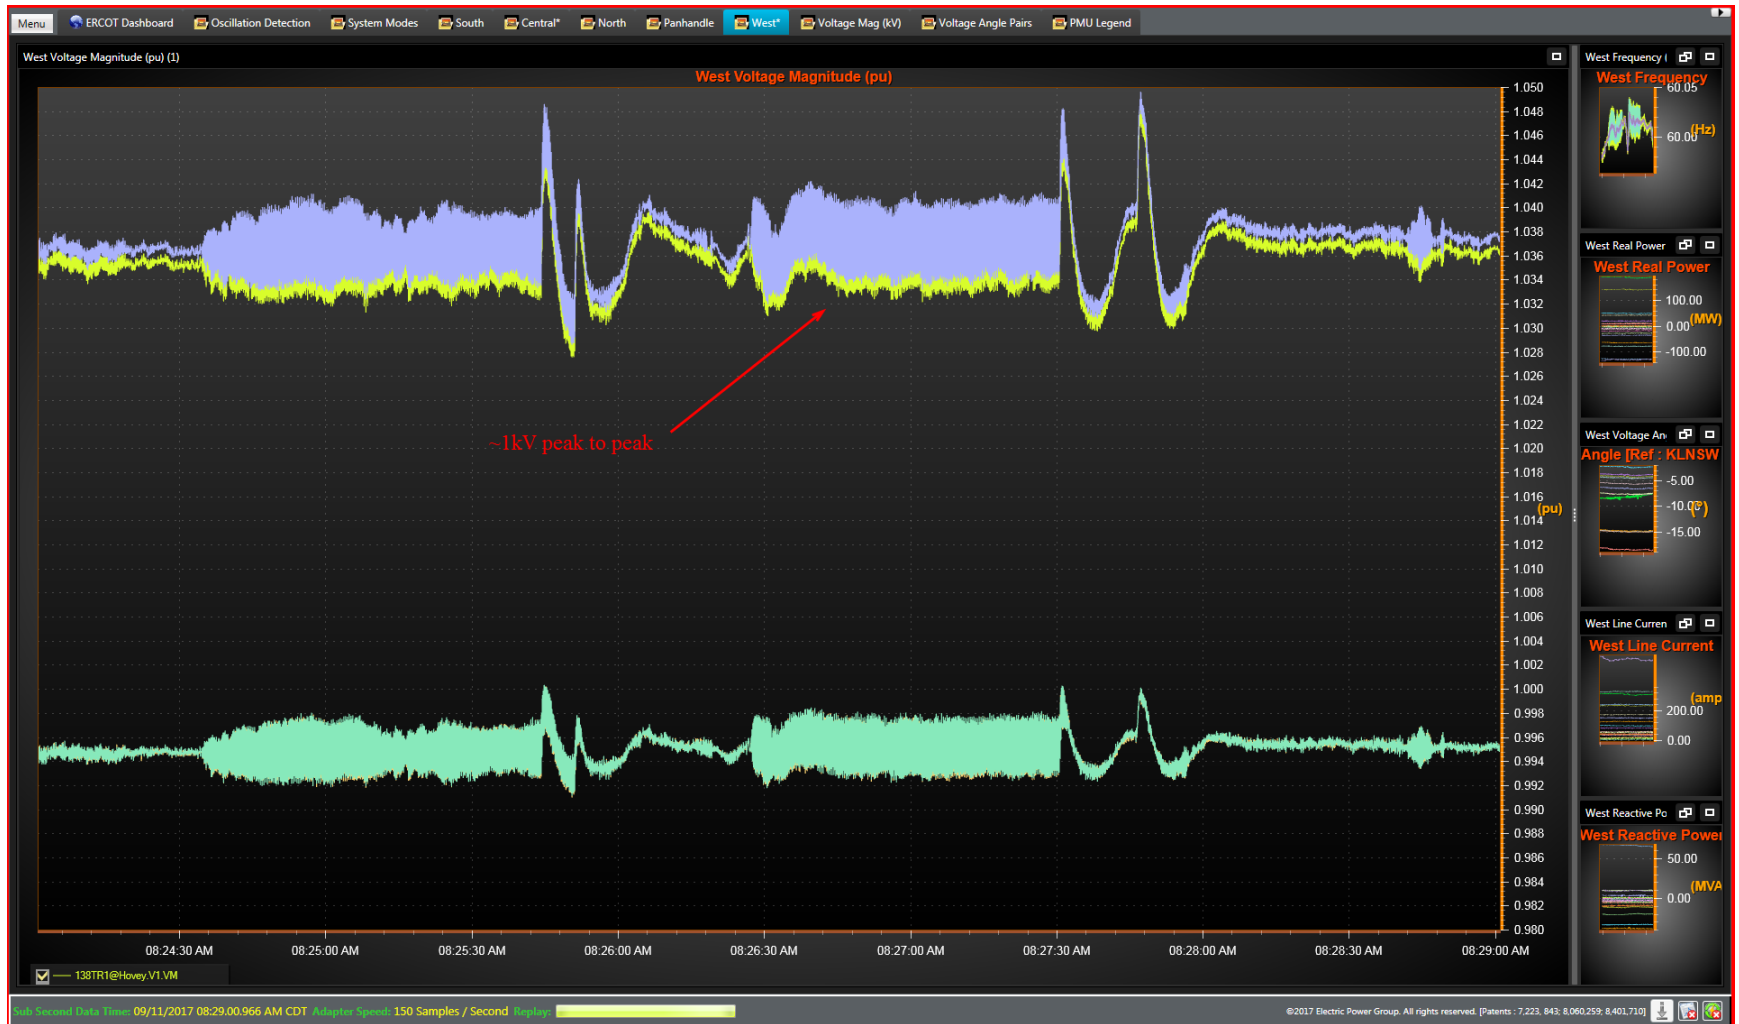 Menu ERCOT Dashboard Oscillation Detection System Modes South Central* North Panhandle West* Voltage Mag (kV) Voltage Angle Pairs PMU Legend
West Voltage Magnitude (pu) (1)
West Voltage Magnitude (pu)
1.050
1.048
1.046
1.044
1.042
1.040
1.038
1.036
1.034
1.032
1.030
1.028
1.026
1.024
1.022
1.020
1.018
1.016
1.014
1.012
1.010
1.008
1.006
1.004
1.002
1.000
0.998
0.996
0.994
0.992
0.990
0.988
0.986
0.984
0.982
0.980
(pu)
~1kV peak to peak
08:24:30 AM 08:25:00 AM 08:25:30 AM 08:26:00 AM 08:26:30 AM 08:27:00 AM 08:27:30 AM 08:28:00 AM 08:28:30 AM 08:29:00 AM
138TR1@Hovey.V1.VM
West Frequency (
West Frequency
60.05
60.00
(Hz)
West Real Power
West Real Power
100.00
0.00
(MW)
-100.00
West Voltage An
Angle [Ref : KLNSW
-5.00
-10.00
(°)
-15.00
West Line Curren
West Line Current
(amp
200.00
0.00
West Reactive Po
West Reactive Power
50.00
(MVA
0.00
Sub Second Data Time: 09/11/2017 08:29.00.966 AM CDT Adapter Speed: 150 Samples / Second Replay:
©2017 Electric Power Group. All rights reserved. [Patents : 7,223, 843; 8,060,259; 8,401,710]